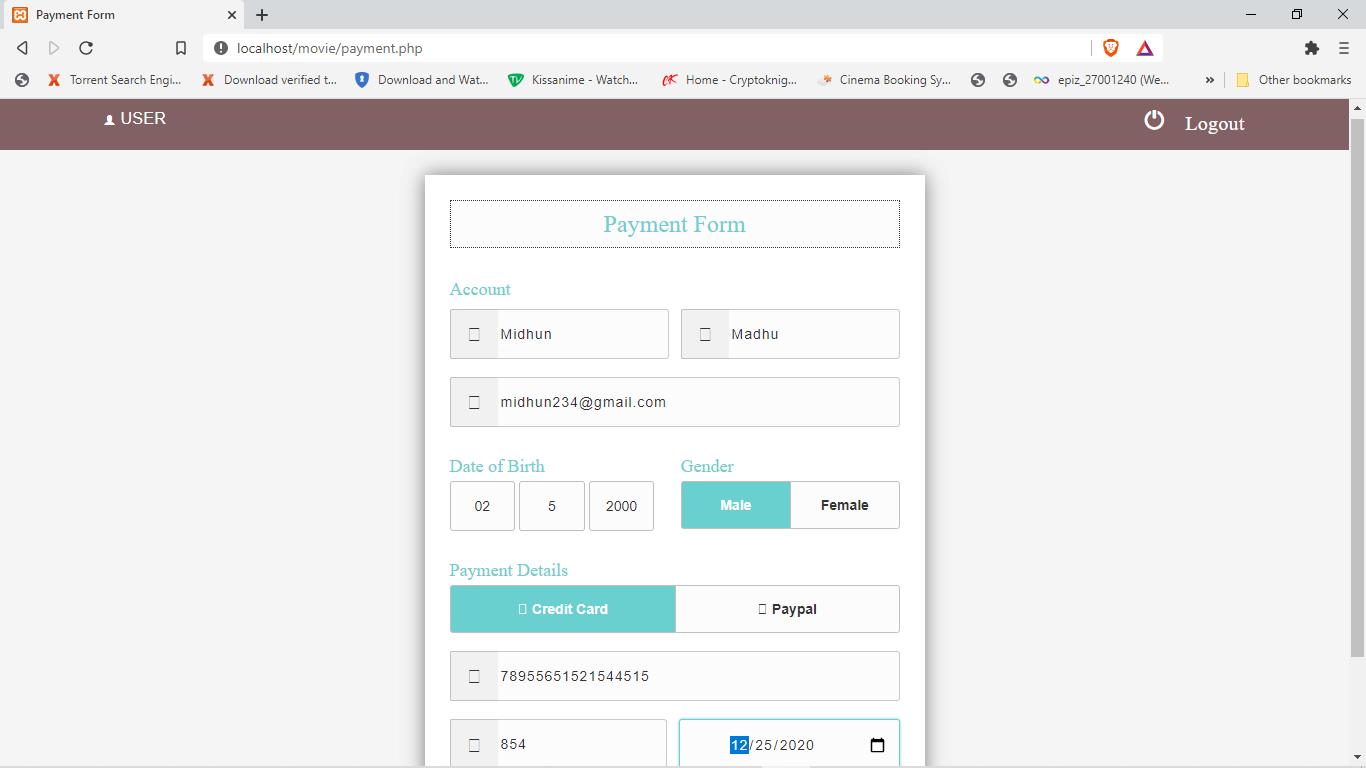 Payment Form
localhost/movie/payment.php
Torrent Search Engi... Download verified t... Download and Wat... Kissanime - Watch... Home - Cryptoknig... Cinema Booking Sy... epiz_27001240 (We... » Other bookmarks
USER Logout
Payment Form
Account
Midhun Madhu
midhun234@gmail.com
Date of Birth Gender
02 5 2000 Male Female
Payment Details
Credit Card Paypal
78955651521544515
854 12/25/2020